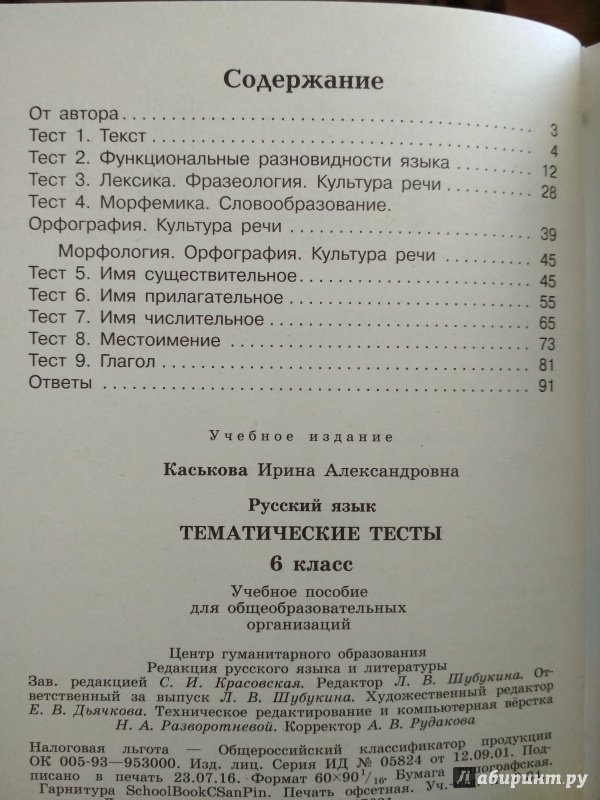 Содержание
От автора 3
Тест 1. Текст 4
Тест 2. Функциональные разновидности языка 12
Тест 3. Лексика. Фразеология. Культура речи 28
Тест 4. Морфемика. Словообразование.
Орфография. Культура речи 39
Морфология. Орфография. Культура речи 45
Тест 5. Имя существительное 45
Тест 6. Имя прилагательное 55
Тест 7. Имя числительное 65
Тест 8. Местоимение 73
Тест 9. Глагол 81
Ответы 91
Учебное издание
Каськова Ирина Александровна
Русский язык
ТЕМАТИЧЕСКИЕ ТЕСТЫ
6 класс
Учебное пособие
для общеобразовательных
организаций
Центр гуманитарного образования
Редакция русского языка и литературы
Зав. редакцией С. И. Красовская. Редактор Л. В. Шубукина. От-
ветственный за выпуск Л. В. Шубукина. Художественный редактор
Е. В. Дьячкова. Техническое редактирование и компьютерная вёрстка
Н. А. Разворотневой. Корректор А. В. Рудакова
Налоговая льгота — Общероссийский классификатор продукции
ОК 005-93—953000. Изд. лиц. Серия ИД № 05824 от 12.09.01. Под-
писано в печать 23.07.16. Формат 60×90 1/16. Бумага типографская.
Гарнитура SchoolBookCSanPin. Печать офсетная. Уч.-
абиринт.ру